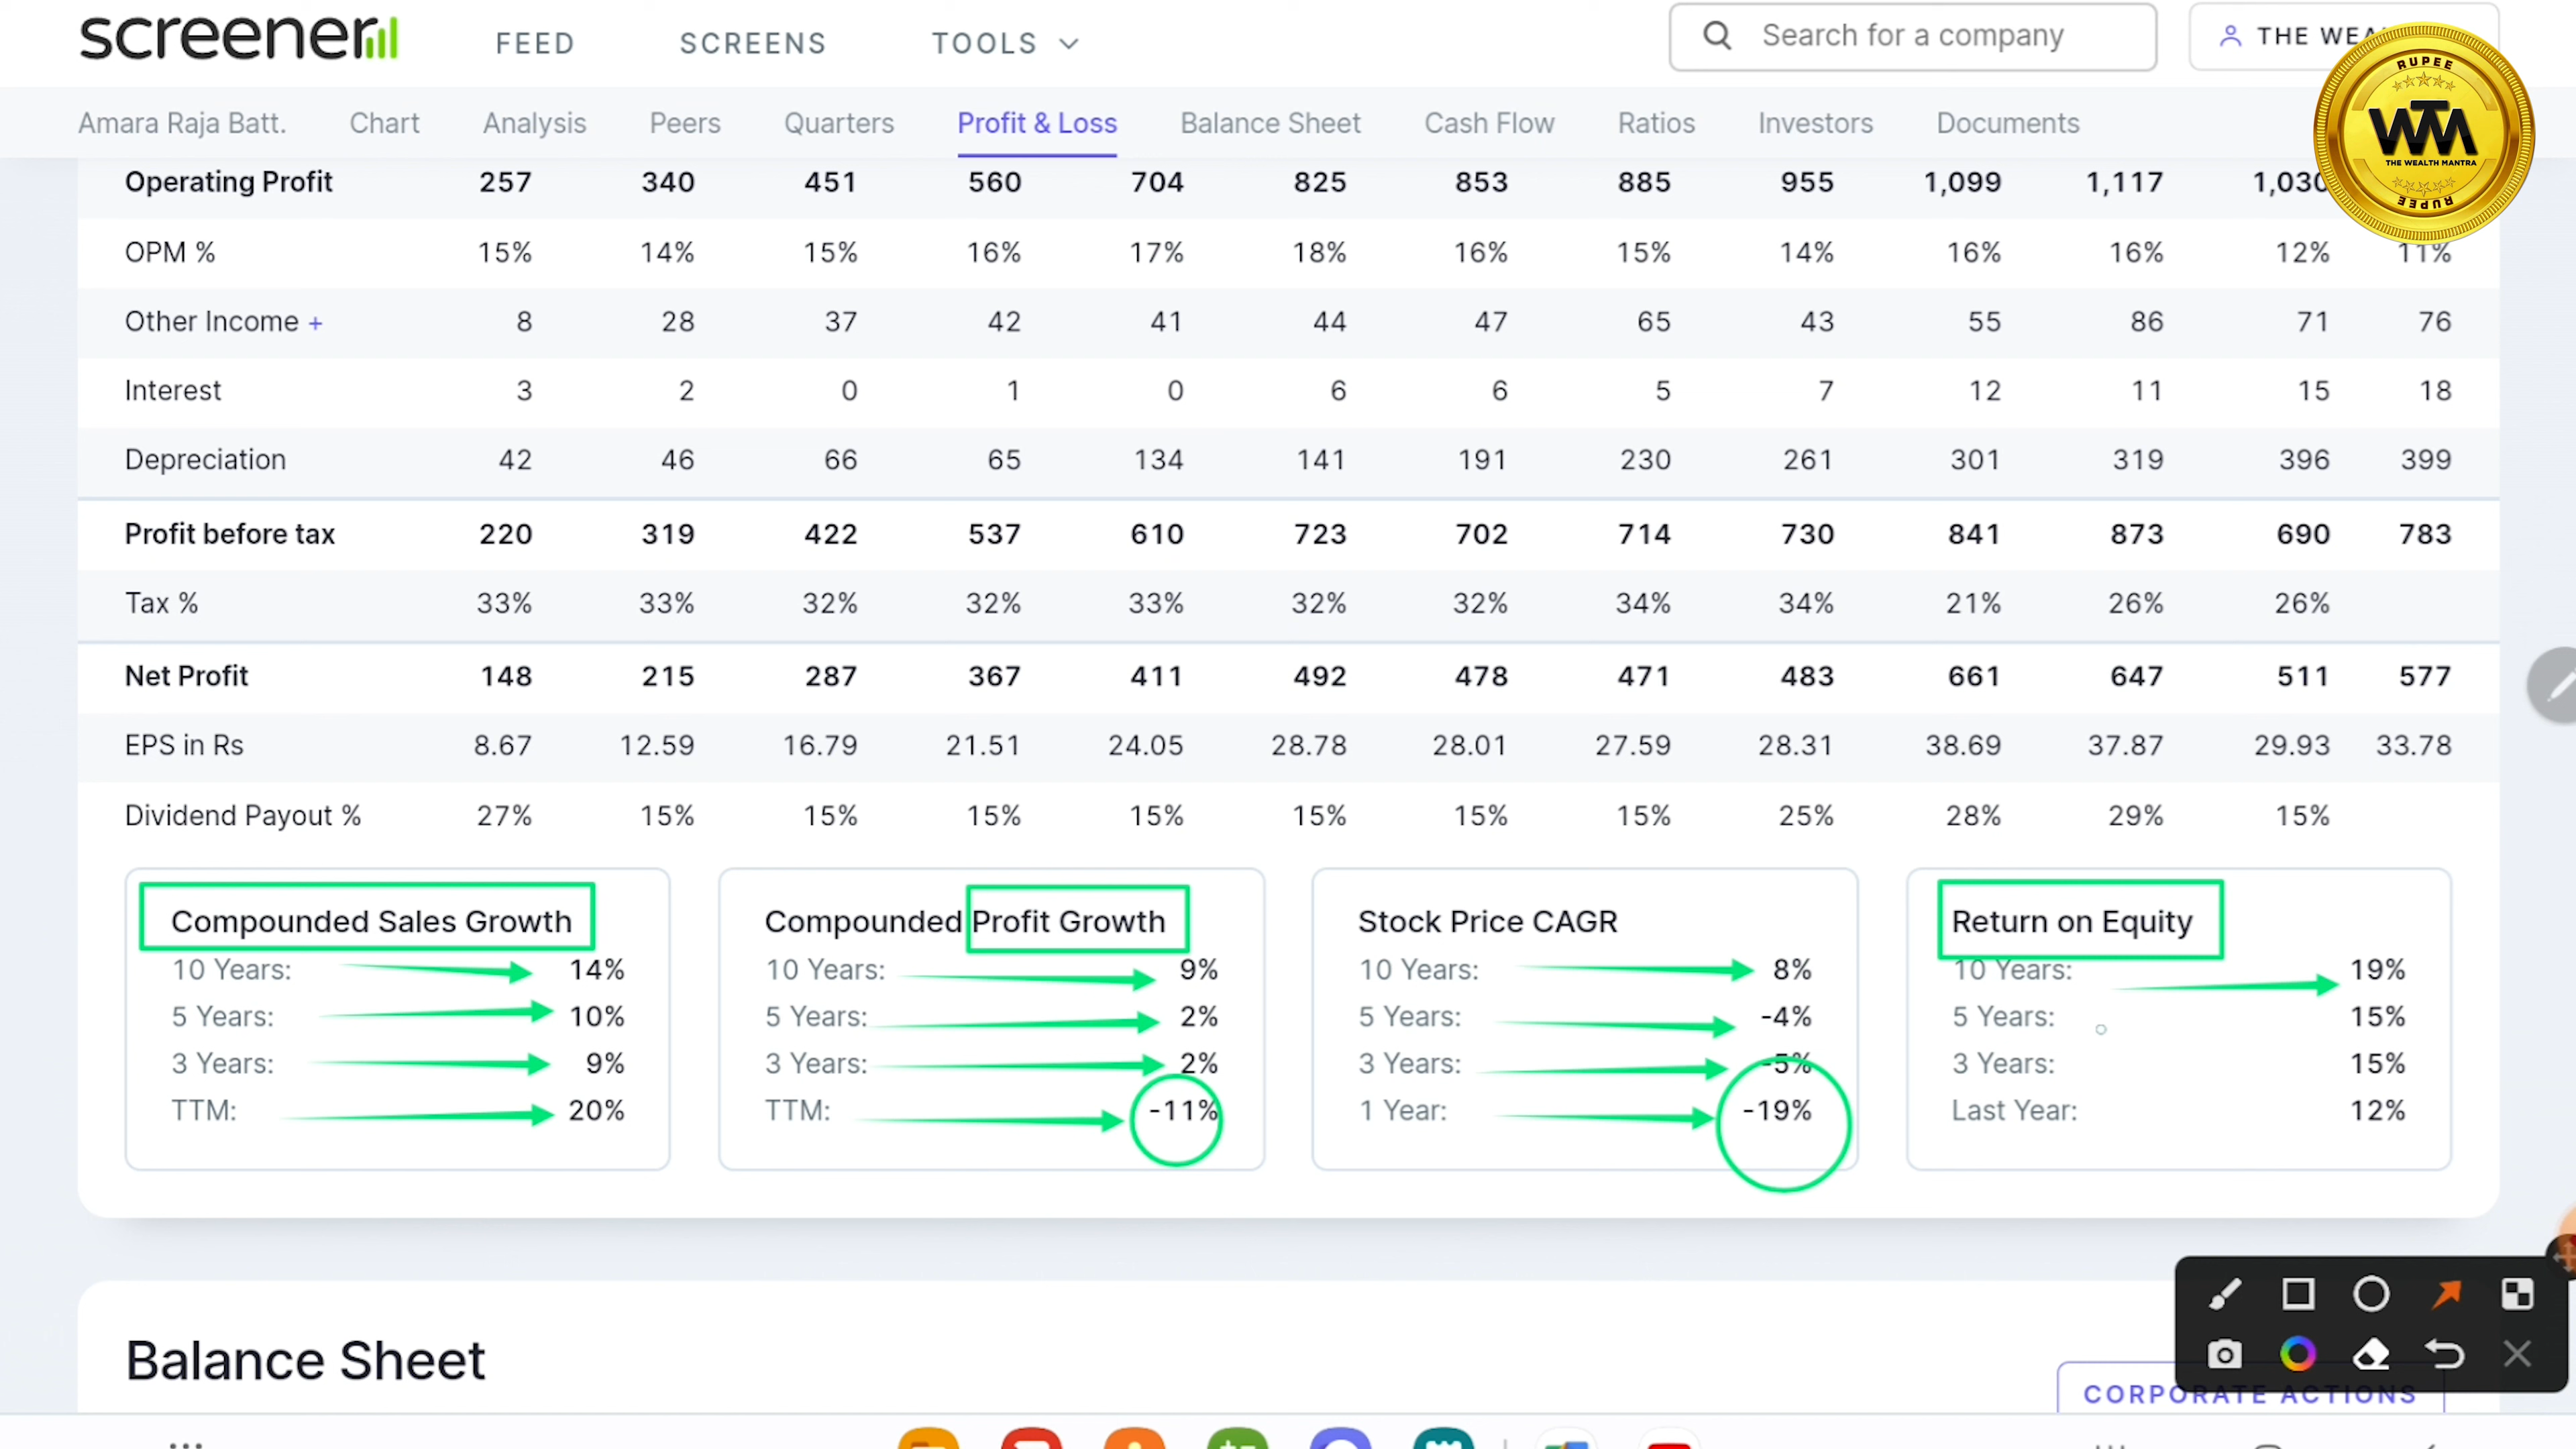 screener
FEED SCREENS TOOLS Search for a company THE WEA
RUPEE
WTM
THE WEALTH MANTRA
RUPEE
Amara Raja Batt. Chart Analysis Peers Quarters Profit & Loss Balance Sheet Cash Flow Ratios Investors Documents
Operating Profit 257 340 451 560 704 825 853 885 955 1,099 1,117 1,030
OPM % 15% 14% 15% 16% 17% 18% 16% 15% 14% 16% 16% 12% 11%
Other Income + 8 28 37 42 41 44 47 65 43 55 86 71 76
Interest 3 2 0 1 0 6 6 5 7 12 11 15 18
Depreciation 42 46 66 65 134 141 191 230 261 301 319 396 399
Profit before tax 220 319 422 537 610 723 702 714 730 841 873 690 783
Tax % 33% 33% 32% 32% 33% 32% 32% 34% 34% 21% 26% 26%
Net Profit 148 215 287 367 411 492 478 471 483 661 647 511 577
EPS in Rs 8.67 12.59 16.79 21.51 24.05 28.78 28.01 27.59 28.31 38.69 37.87 29.93 33.78
Dividend Payout % 27% 15% 15% 15% 15% 15% 15% 15% 25% 28% 29% 15%
Compounded Sales Growth
10 Years: 14%
5 Years: 10%
3 Years: 9%
TTM: 20%
Compounded Profit Growth
10 Years: 9%
5 Years: 2%
3 Years: 2%
TTM: -11%
Stock Price CAGR
10 Years: 8%
5 Years: -4%
3 Years: -5%
1 Year: -19%
Return on Equity
10 Years: 19%
5 Years: 15%
3 Years: 15%
Last Year: 12%
Balance Sheet
CORPORATE ACTIONS